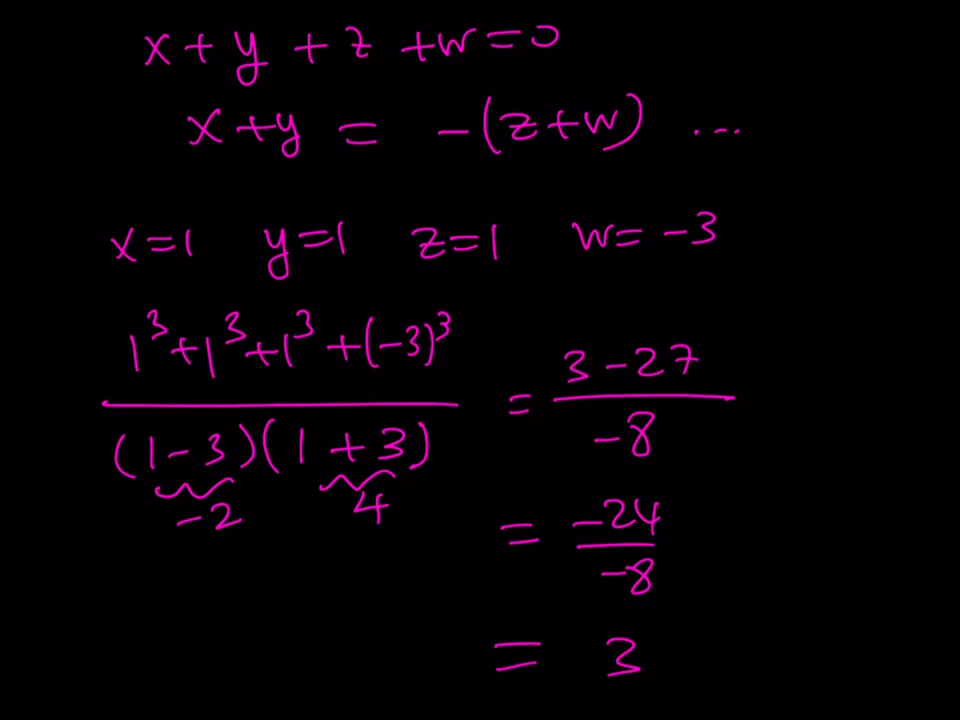 x + y + z + w = 0
x + y = -(z + w) ...
x = 1 y = 1 z = 1 w = -3
1³ + 1³ + 1³ + (-3)³ = 3 - 27
(1 - 3)(1 + 3) -8
-2 4
= -24
-8
= 3